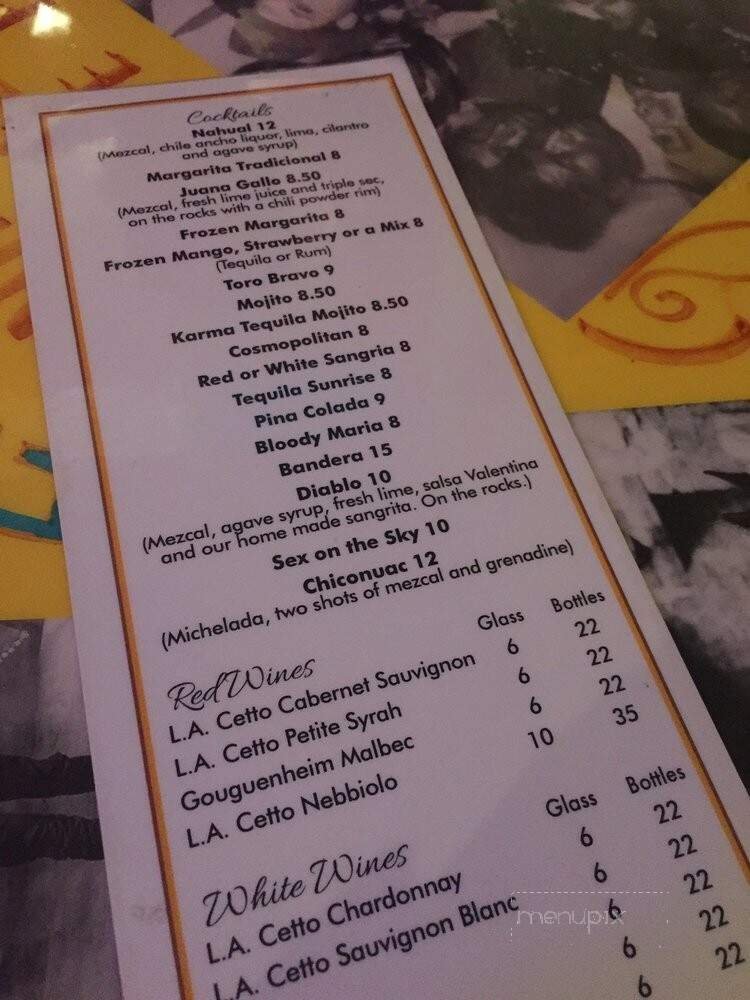 Cocktails
Nahual 12
(Mezcal, chile ancho liquor, lima, cilantro
and agave syrup)
Margarita Tradicional 8
Juana Gallo 8.50
(Mezcal, fresh lime juice and triple sec,
on the rocks with a chili powder rim)
Frozen Margarita 8
Frozen Mango, Strawberry or a Mix 8
(Tequila or Rum)
Toro Bravo 9
Mojito 8.50
Karma Tequila Mojito 8.50
Cosmopolitan 8
Red or White Sangria 8
Tequila Sunrise 8
Pina Colada 9
Bloody Maria 8
Bandera 15
Diablo 10
(Mezcal, agave syrup, fresh lime, salsa Valentina
and our home made sangrita. On the rocks.)
Sex on the Sky 10
Chiconuac 12
(Michelada, two shots of mezcal and grenadine)
Red Wines Glass Bottles
L.A. Cetto Cabernet Sauvignon 6 22
L.A. Cetto Petite Syrah 6 22
Gouguenheim Malbec 6 22
L.A. Cetto Nebbiolo 10 35
White Wines Glass Bottles
L.A. Cetto Chardonnay 6 22
L.A. Cetto Sauvignon Blanc 6 22
6 22
6 22
6 22
menupix